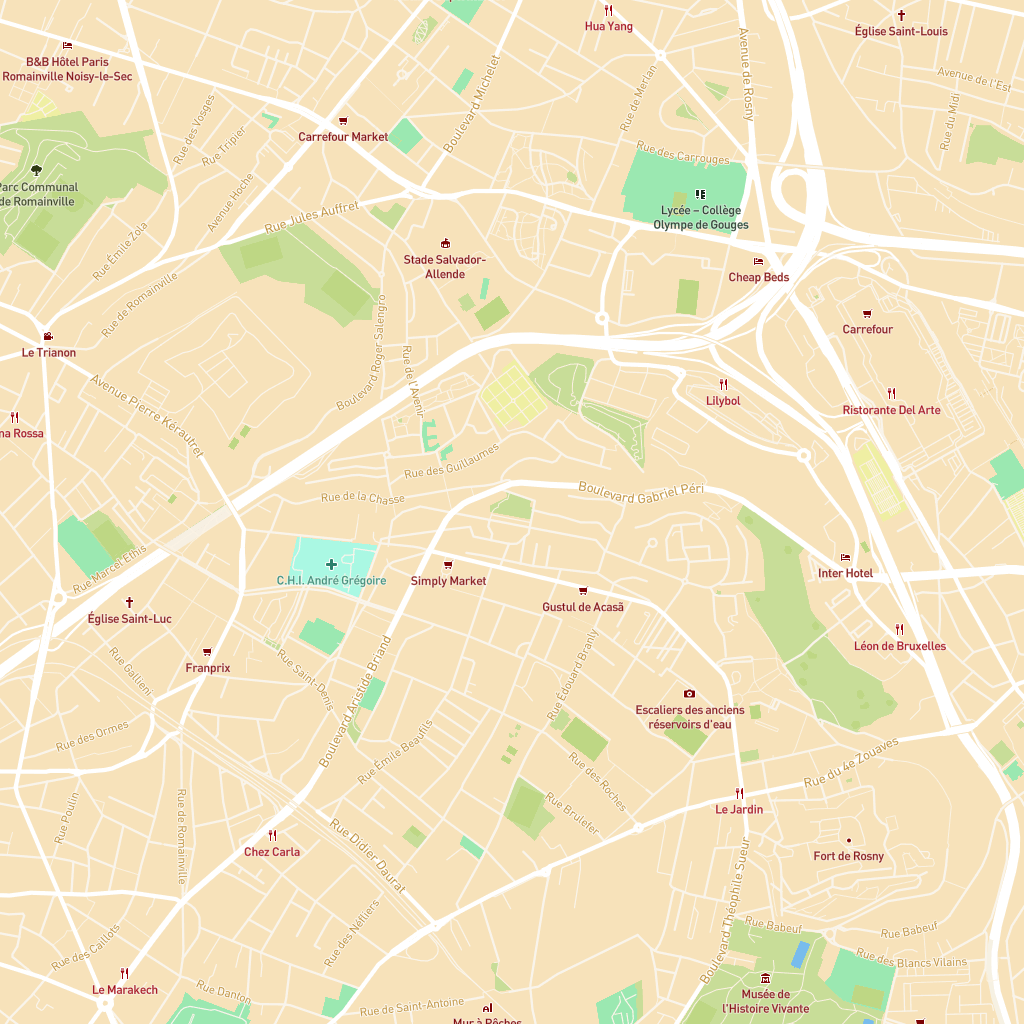 Hua Yang
Église Saint-Louis
Avenue de Rosny
B&B Hôtel Paris
Romainville Noisy-le-Sec
Boulevard Michelet
Rue de Merlan
Avenue de l'Est
Rue du Midi
Rue des Vosges
Rue Tripier
Carrefour Market
Rue des Carrouges
Parc Communal
de Romainville
Avenue Hoche
Rue Jules Auffret
Lycée – Collège
Olympe de Gouges
Rue Émile Zola
Stade Salvador-
Allende
Cheap Beds
Rue de Romainville
Boulevard Roger Salengro
Carrefour
Le Trianon
Rue de l'Avenir
Avenue Pierre Kérautret
Lilybol
Ristorante Del Arte
na Rossa
Rue des Guillaumes
Rue de la Chasse
Boulevard Gabriel Péri
Rue Marcel Ethis
C.H.I. André Grégoire
Simply Market
Inter Hotel
Gustul de Acasã
Église Saint-Luc
Léon de Bruxelles
Franprix
Rue Gallieni
Rue Saint-Denis
Boulevard Aristide Briand
Rue Édouard Branly
Escaliers des anciens
réservoirs d'eau
Rue des Ormes
Rue Émile Beaufils
Rue du 4e Zouaves
Rue des Roches
Rue Poulin
Rue de Romainville
Rue Brulefer
Le Jardin
Rue Didier Daurat
Chez Carla
Fort de Rosny
Boulevard Théophile Sueur
Rue des Caillots
Rue des Néfliers
Rue Babeuf
Rue Babeuf
Rue des Blancs Vilains
Le Marakech
Rue Danton
Rue de Saint-Antoine
Musée de
l'Histoire Vivante
Mur à Pêches